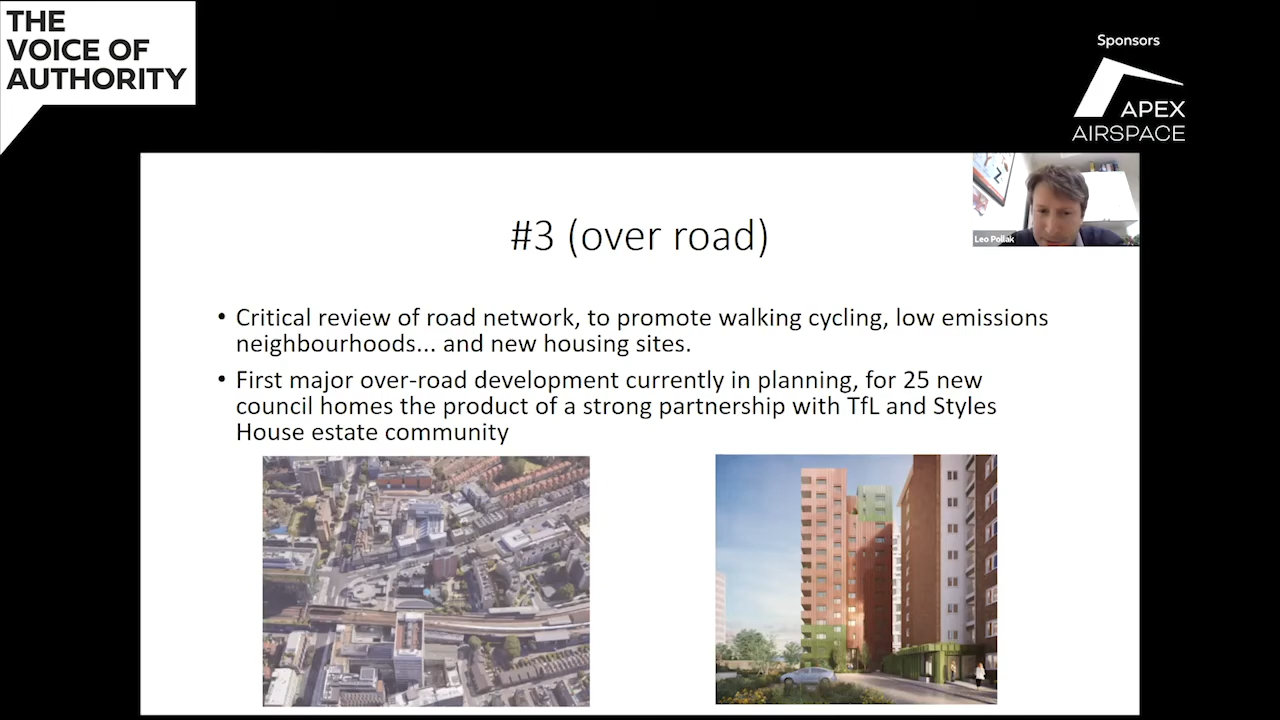 THE
VOICE OF
AUTHORITY
Sponsors
APEX
AIRSPACE
Leo Pollak
#3 (over road)
• Critical review of road network, to promote walking cycling, low emissions
neighbourhoods... and new housing sites.
• First major over-road development currently in planning, for 25 new
council homes the product of a strong partnership with TfL and Styles
House estate community